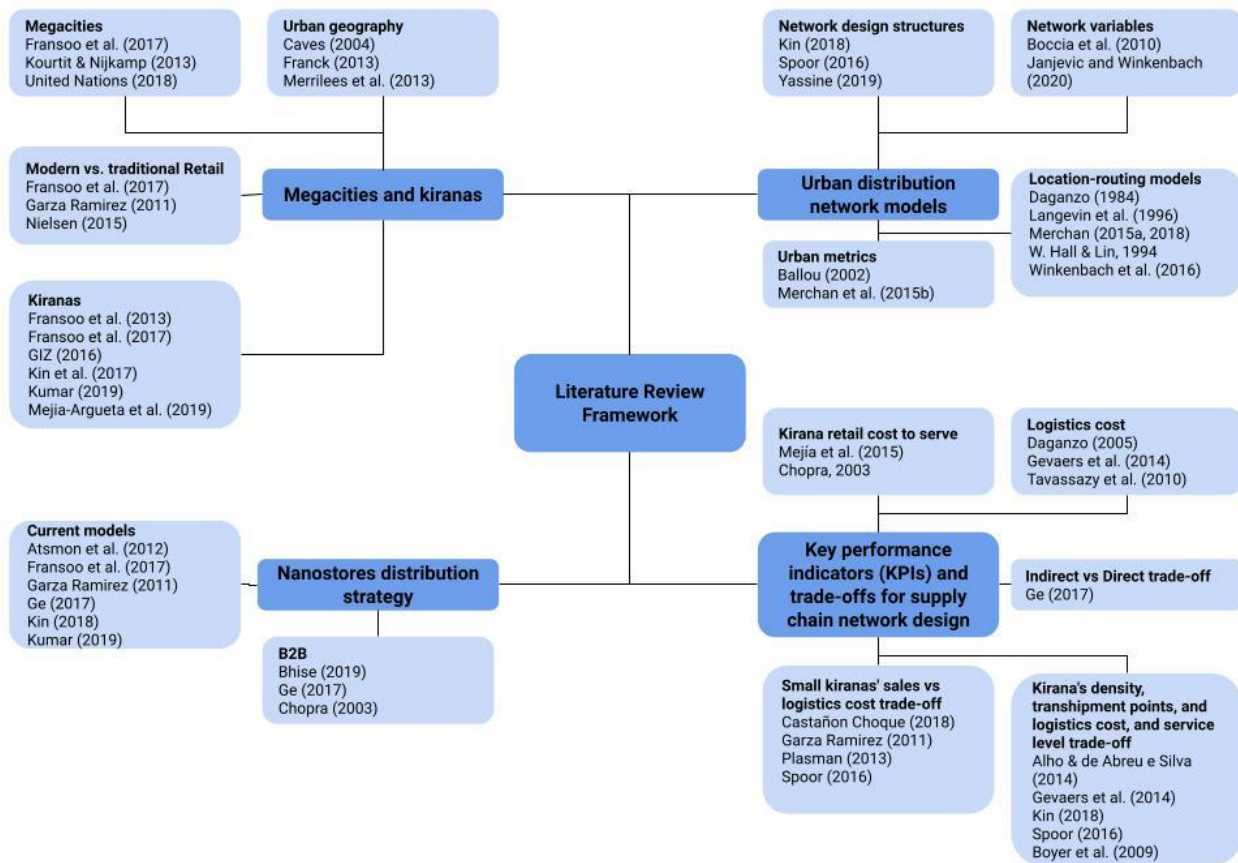 Megacities
Fransoo et al. (2017)
Kourtit & Nijkamp (2013)
United Nations (2018)
Urban geography
Caves (2004)
Franck (2013)
Merrilees et al. (2013)
Modern vs. traditional Retail
Fransoo et al. (2017)
Garza Ramirez (2011)
Nielsen (2015)
Megacities and kiranas
Kiranas
Fransoo et al. (2013)
Fransoo et al. (2017)
GIZ (2016)
Kin et al. (2017)
Kumar (2019)
Mejia-Argueta et al. (2019)
Network design structures
Kin (2018)
Spoor (2016)
Yassine (2019)
Network variables
Boccia et al. (2010)
Janjevic and Winkenbach
(2020)
Urban distribution
network models
Location-routing models
Daganzo (1984)
Langevin et al. (1996)
Merchan (2015a, 2018)
W. Hall & Lin, 1994
Winkenbach et al. (2016)
Urban metrics
Ballou (2002)
Merchan et al. (2015b)
Literature Review
Framework
Current models
Atsmon et al. (2012)
Fransoo et al. (2017)
Garza Ramirez (2011)
Ge (2017)
Kin (2018)
Kumar (2019)
Nanostores distribution
strategy
B2B
Bhise (2019)
Ge (2017)
Chopra (2003)
Kirana retail cost to serve
Mejía et al. (2015)
Chopra, 2003
Logistics cost
Daganzo (2005)
Gevaers et al. (2014)
Tavassazy et al. (2010)
Key performance
indicators (KPIs) and
trade-offs for supply
chain network design
Indirect vs Direct trade-off
Ge (2017)
Small kiranas' sales vs
logistics cost trade-off
Castañon Choque (2018)
Garza Ramirez (2011)
Plasman (2013)
Spoor (2016)
Kirana's density,
transhipment points, and
logistics cost, and service
level trade-off
Alho & de Abreu e Silva
(2014)
Gevaers et al. (2014)
Kin (2018)
Spoor (2016)
Boyer et al. (2009)